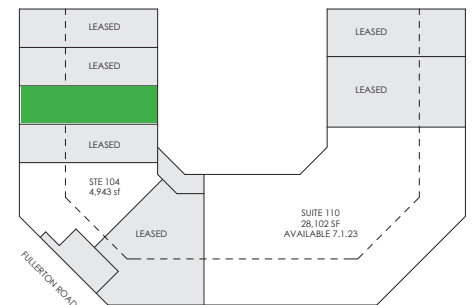 LEASED
LEASED
LEASED
LEASED
LEASED
STE 104
4,943 sf
LEASED
SUITE 110
28,102 SF
AVAILABLE 7.1.23
FULLERTON ROAD